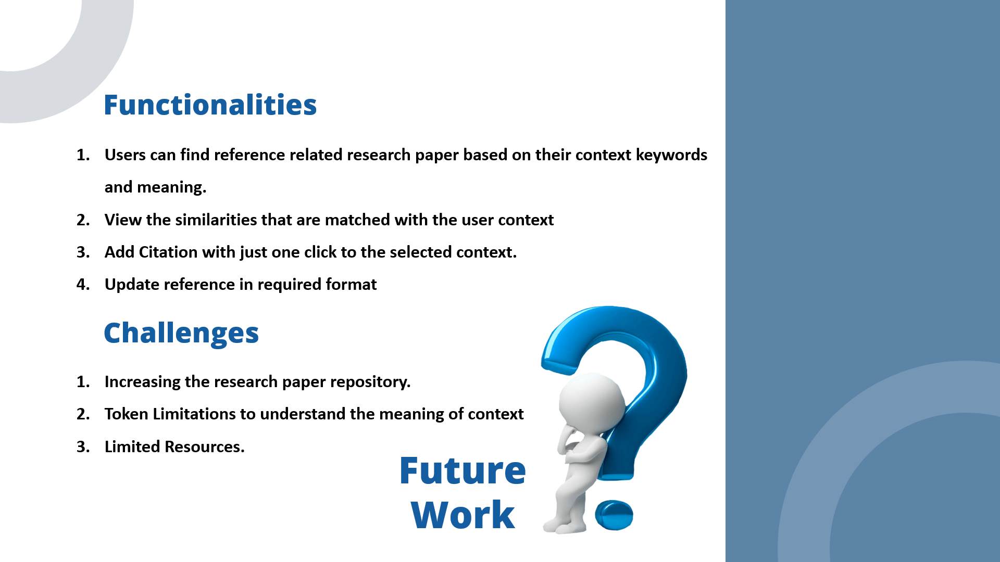 Functionalities
1. Users can find reference related research paper based on their context keywords
and meaning.
2. View the similarities that are matched with the user context
3. Add Citation with just one click to the selected context.
4. Update reference in required format
Challenges
1. Increasing the research paper repository.
2. Token Limitations to understand the meaning of context
3. Limited Resources.
Future
Work